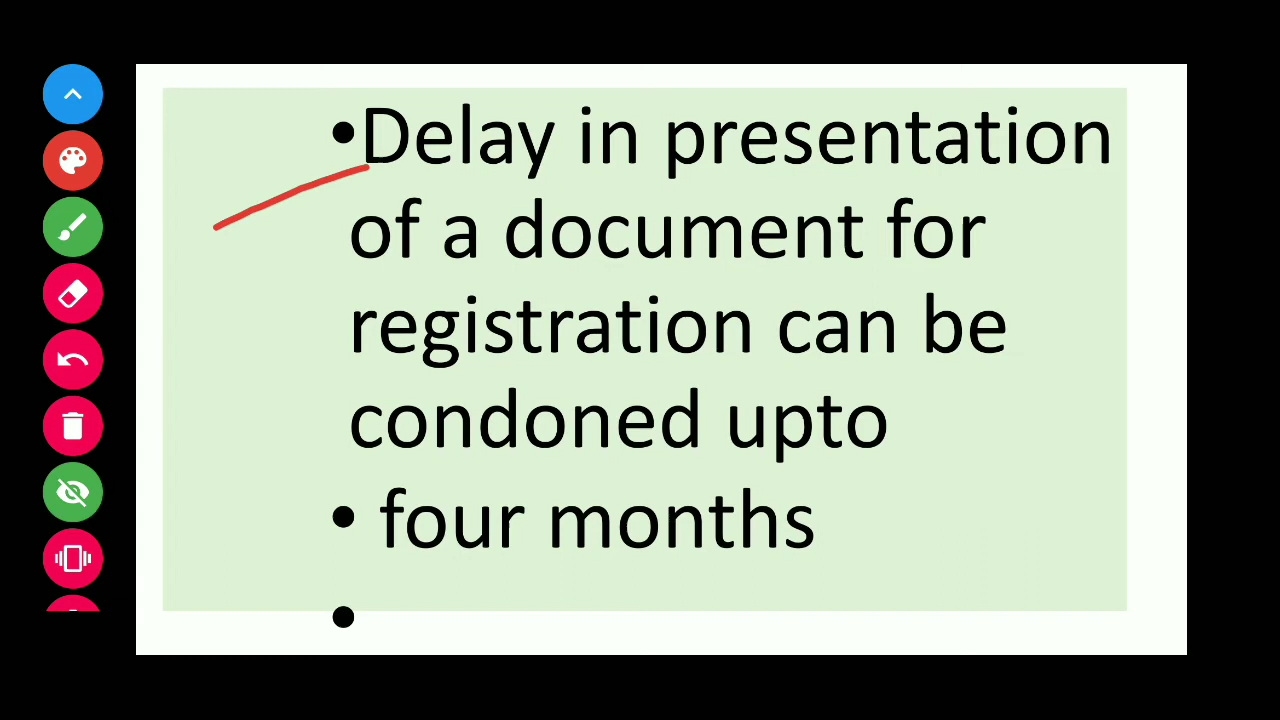 •Delay in presentation
of a document for
registration can be
condoned upto
• four months
•